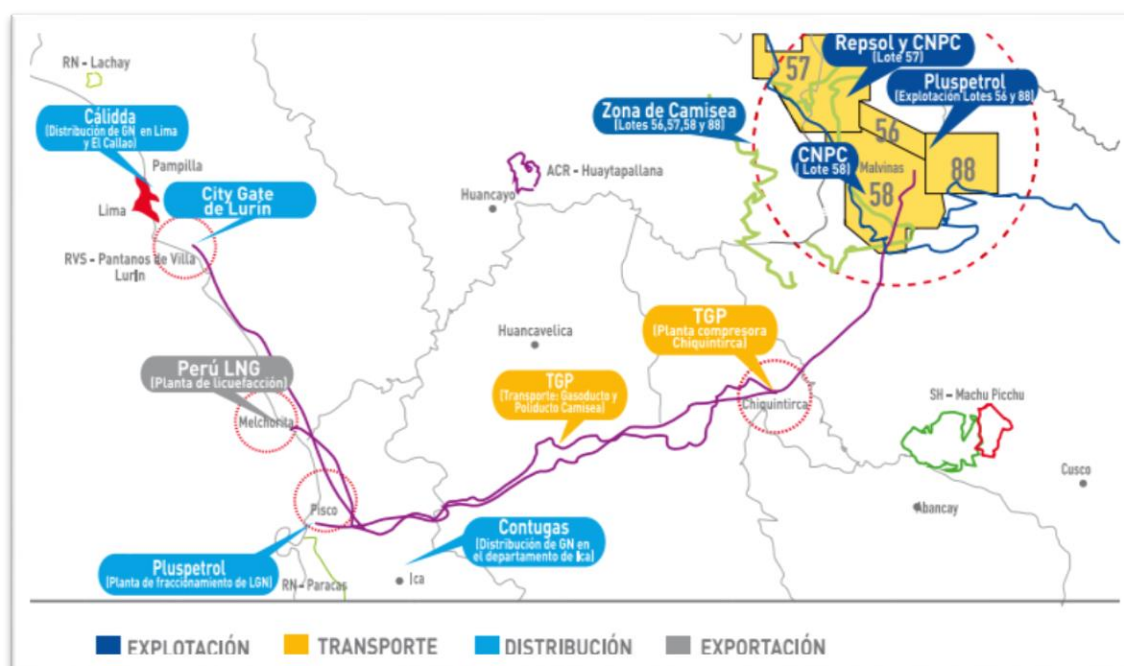 RN - Lachay
Cálidda
(Distribución de GN en Lima
y El Callao)
Pampilla
Lima
City Gate
de Lurín
RVS - Pantanos de Villa
Lurín
Perú LNG
(Planta de licuefacción)
Melchorita
Pisco
Pluspetrol
(Planta de fraccionamiento de LGN)
RN - Paracas
Ica
Contugas
(Distribución de GN en
el departamento de Ica)
Huancayo
ACR - Huaytapallana
Huancavelica
TGP
(Transporte: Gasoducto y
Poliducto Camisea)
TGP
(Planta compresora
Chiquintirca)
Chiquintirca
Zona de Camisea
(Lotes 56,57,58 y 88)
Repsol y CNPC
(Lote 57)
57
Pluspetrol
(Explotación Lotes 56 y 88)
56
CNPC
( Lote 58)
Malvinas
58
88
SH - Machu Picchu
Cusco
Abancay
EXPLOTACIÓN
TRANSPORTE
DISTRIBUCIÓN
EXPORTACIÓN